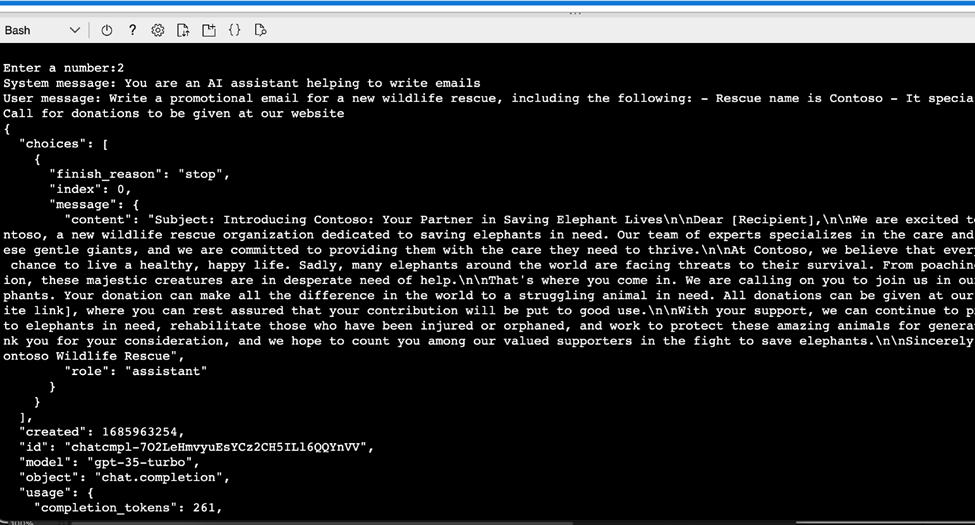 Bash
Enter a number:2
System message: You are an AI assistant helping to write emails
User message: Write a promotional email for a new wildlife rescue, including the following: - Rescue name is Contoso - It specia
Call for donations to be given at our website
{
"choices": [
{
"finish_reason": "stop",
"index": 0,
"message": {
"content": "Subject: Introducing Contoso: Your Partner in Saving Elephant Lives\n\nDear [Recipient],\n\nWe are excited t
ntoso, a new wildlife rescue organization dedicated to saving elephants in need. Our team of experts specializes in the care and
ese gentle giants, and we are committed to providing them with the care they need to thrive.\n\nAt Contoso, we believe that ever
chance to live a healthy, happy life. Sadly, many elephants around the world are facing threats to their survival. From poachin
ion, these majestic creatures are in desperate need of help.\n\nThat's where you come in. We are calling on you to join us in ou
phants. Your donation can make all the difference in the world to a struggling animal in need. All donations can be given at our
ite link], where you can rest assured that your contribution will be put to good use.\n\nWith your support, we can continue to p
to elephants in need, rehabilitate those who have been injured or orphaned, and work to protect these amazing animals for genera
nk you for your consideration, and we hope to count you among our valued supporters in the fight to save elephants.\n\nSincerely
ontoso Wildlife Rescue",
"role": "assistant"
}
}
],
"created": 1685963254,
"id": "chatcmpl-7O2LeHmvyuEsYCz2CH5ILl6QQYnVV",
"model": "gpt-35-turbo",
"object": "chat.completion",
"usage": {
"completion_tokens": 261,